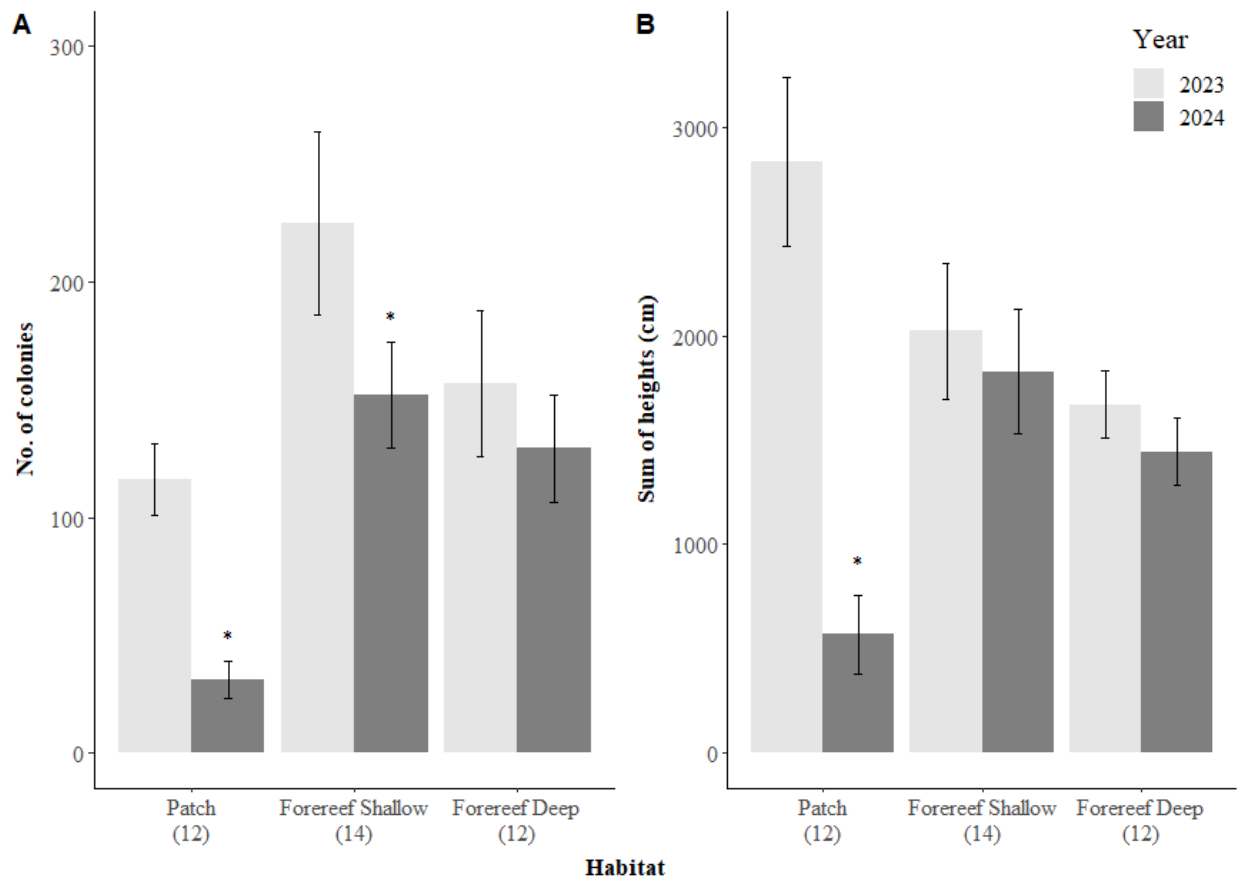 A
No. of colonies
300
200
100
0
*
*
Patch
(12)
Forereef Shallow
(14)
Forereef Deep
(12)
B
Sum of heights (cm)
3000
2000
1000
0
*
Patch
(12)
Forereef Shallow
(14)
Forereef Deep
(12)
Year
2023
2024
Habitat